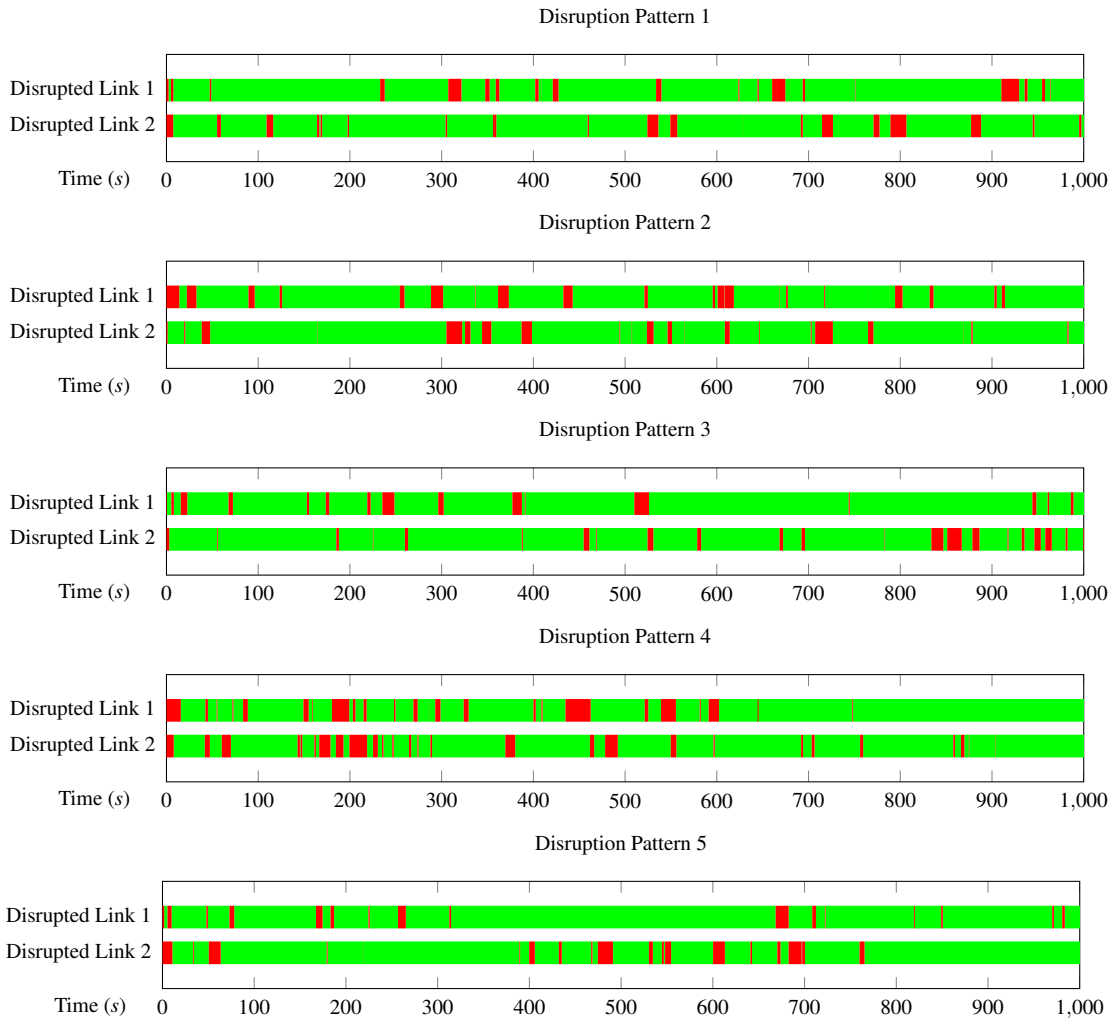 Disruption Pattern 1
Disrupted Link 1
Disrupted Link 2
Time (s) 0 100 200 300 400 500 600 700 800 900 1,000
Disruption Pattern 2
Disrupted Link 1
Disrupted Link 2
Time (s) 0 100 200 300 400 500 600 700 800 900 1,000
Disruption Pattern 3
Disrupted Link 1
Disrupted Link 2
Time (s) 0 100 200 300 400 500 600 700 800 900 1,000
Disruption Pattern 4
Disrupted Link 1
Disrupted Link 2
Time (s) 0 100 200 300 400 500 600 700 800 900 1,000
Disruption Pattern 5
Disrupted Link 1
Disrupted Link 2
Time (s) 0 100 200 300 400 500 600 700 800 900 1,000